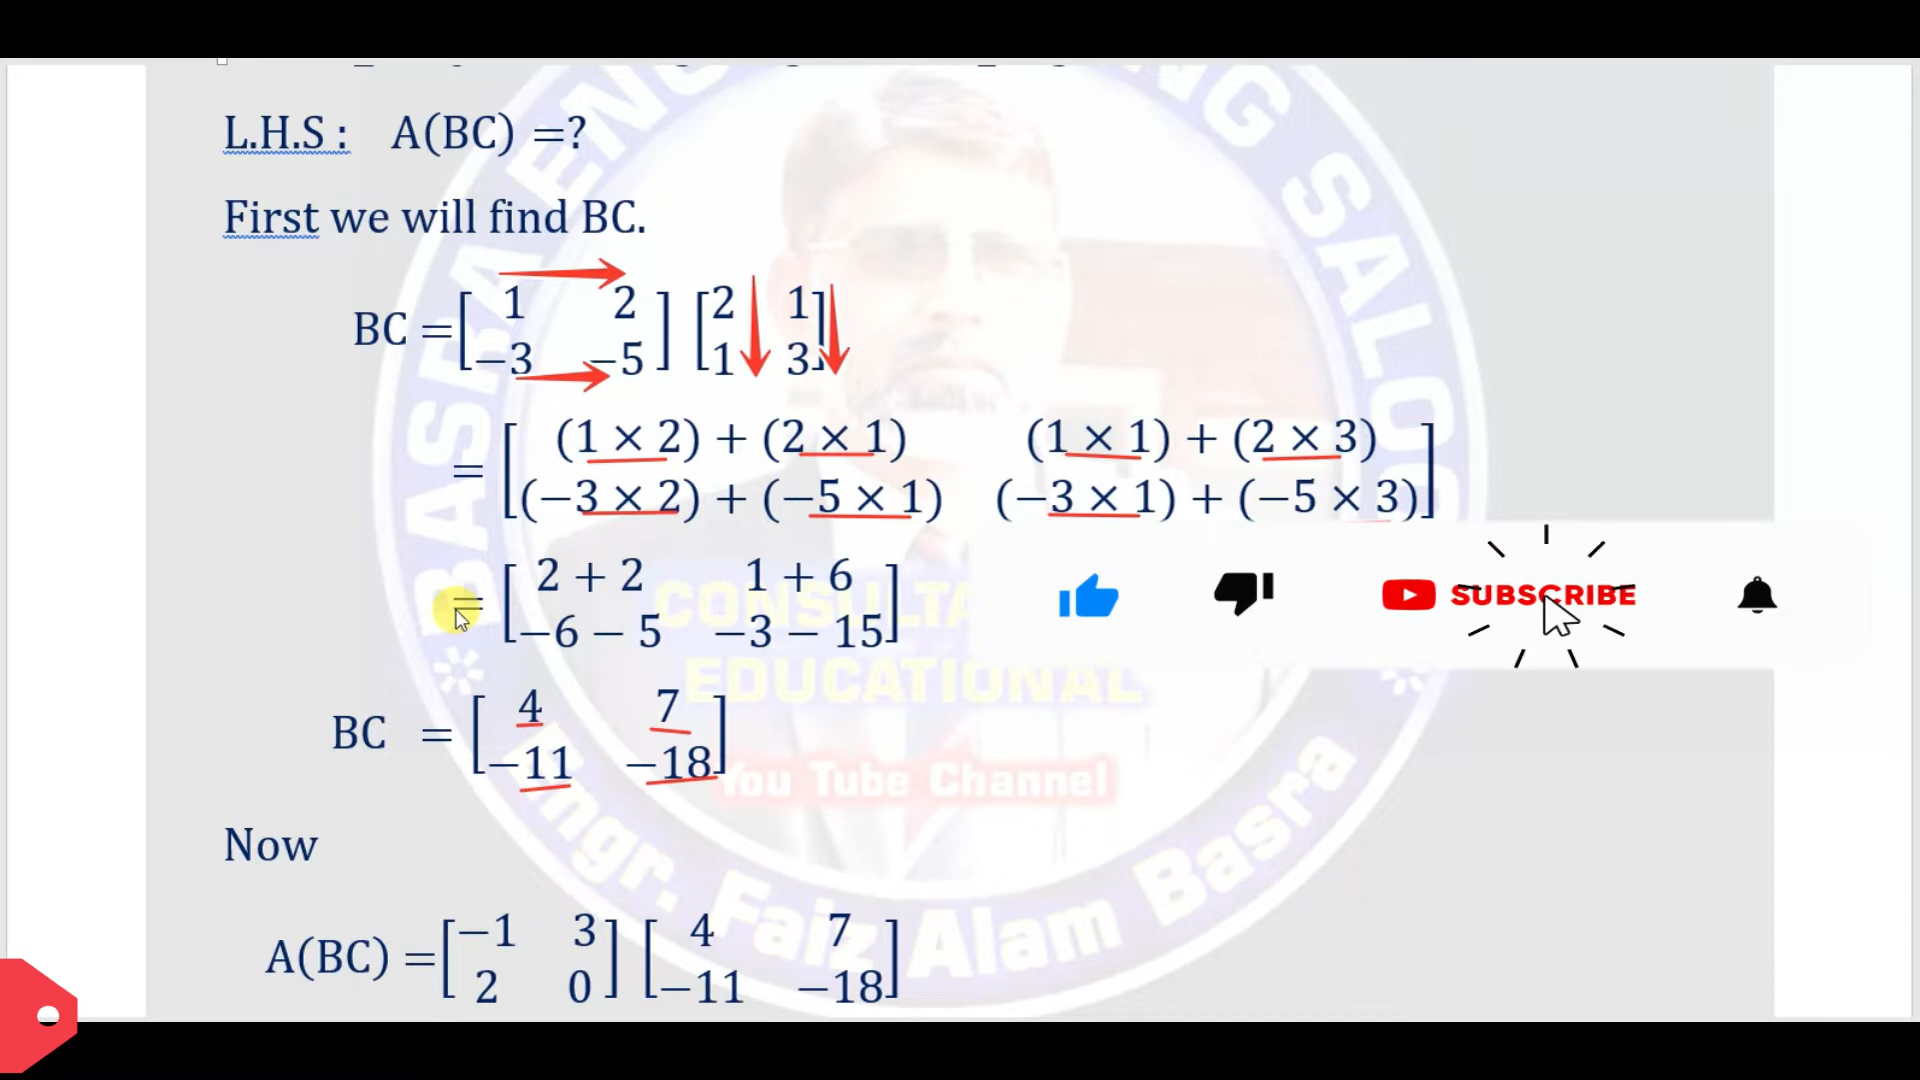 L.H.S : A(BC) =?
First we will find BC.
BC = [1 2 −3 −5] [2 1 1 3]
= [(1 × 2) + (2 × 1) (1 × 1) + (2 × 3)
(−3 × 2) + (−5 × 1) (−3 × 1) + (−5 × 3)]
= [2 + 2 1 + 6
−6 − 5 −3 − 15]
SUBSCRIBE
BC = [4 7
−11 −18]
Now
A(BC) = [−1 3 2 0] [4 7 −11 −18]
BASRA
SALOG
EDUCATIONAL
You Tube Channel
Engr. Faiz Alam Basra